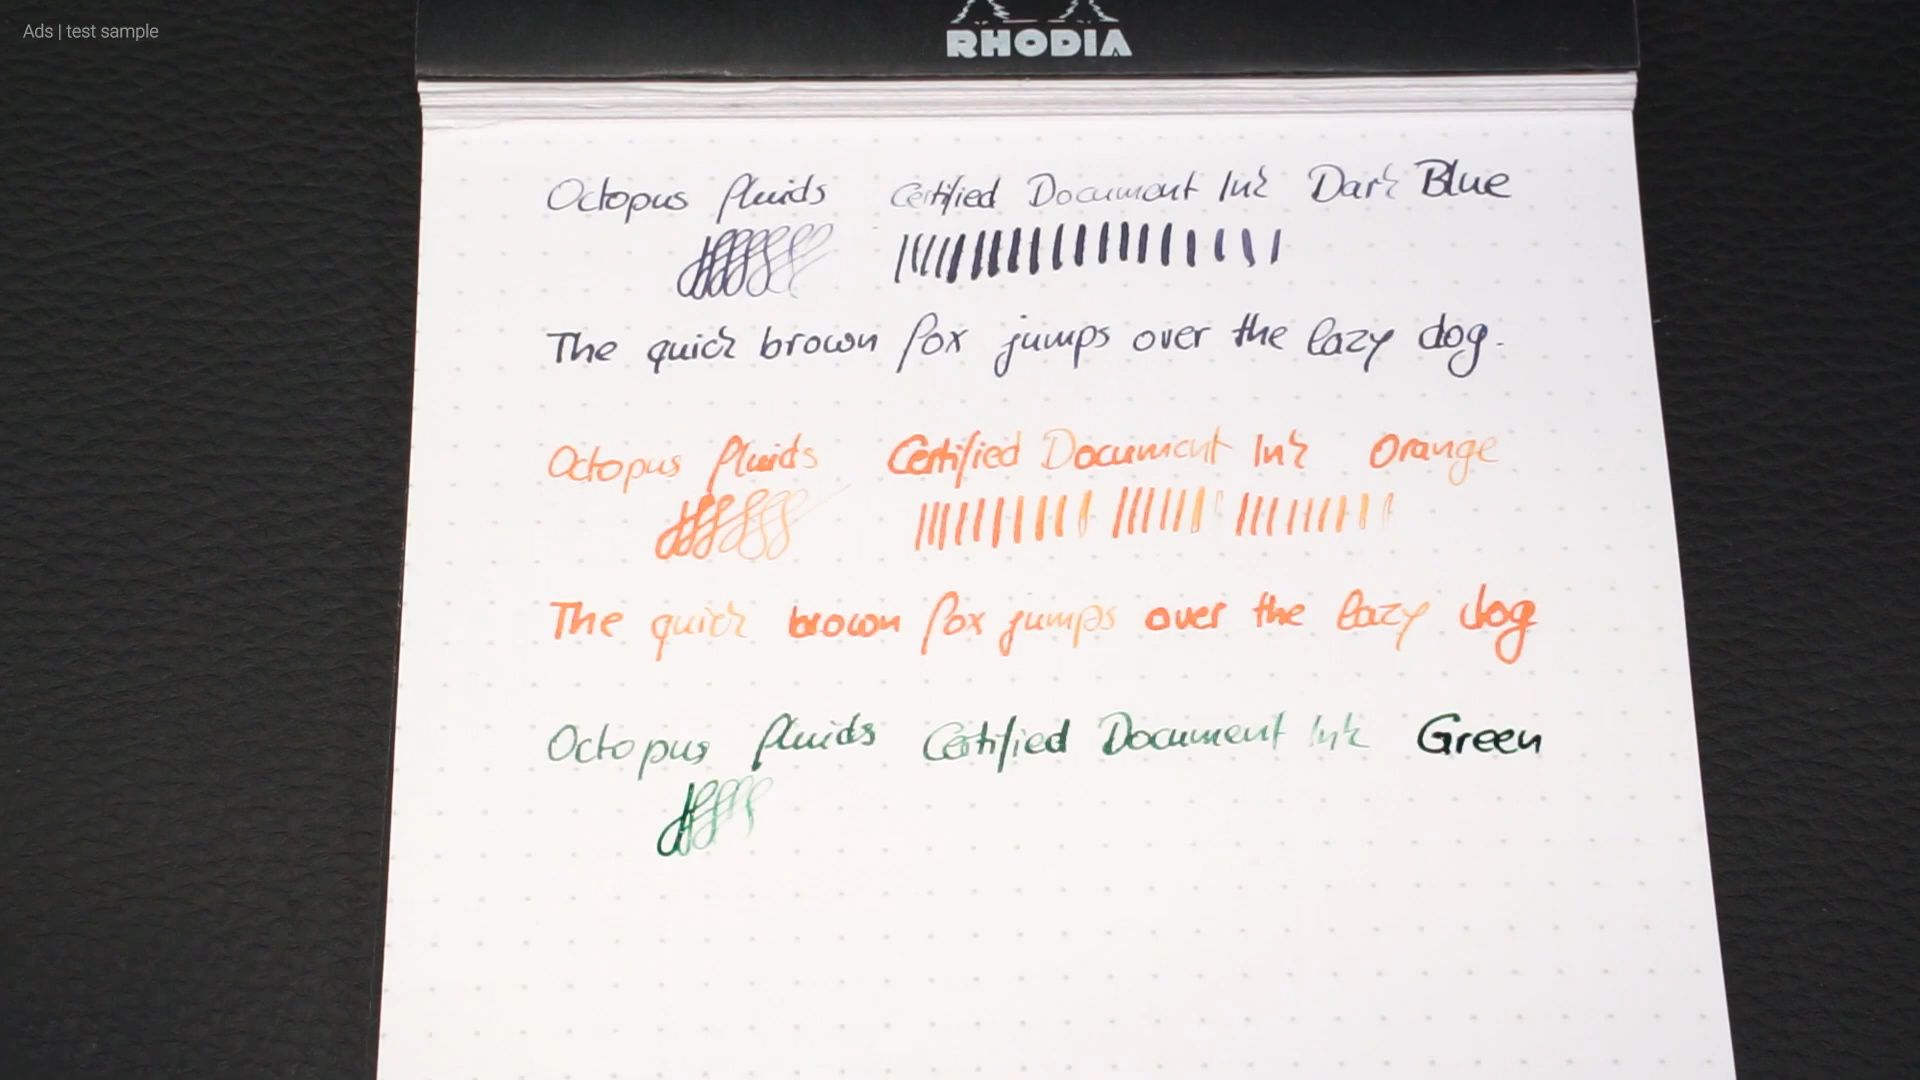 Ads | test sample
RHODIA
Octopus fluids Certified Document Ink Dark Blue
The quick brown fox jumps over the lazy dog.
Octopus fluids Certified Document Ink Orange
The quick brown fox jumps over the lazy dog
Octopus fluids Certified Document Ink Green